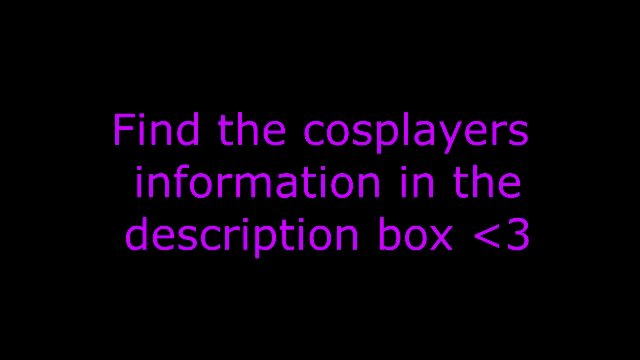 Find the cosplayers
information in the
description box <3